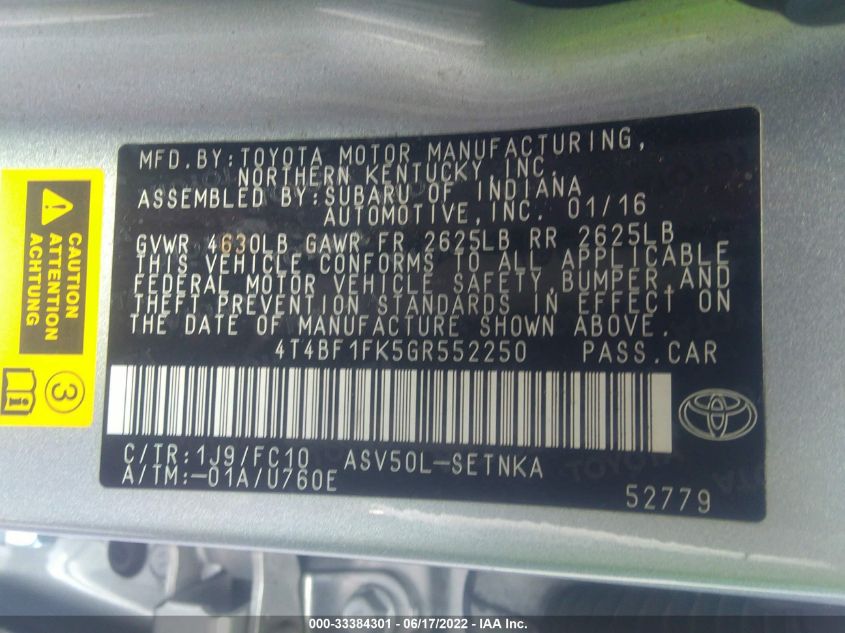 MFD.BY:TOYOTA MOTOR MANUFACTURING,
NORTHERN KENTUCKY,INC.
ASSEMBLED BY:SUBARU OF INDIANA
AUTOMOTIVE,INC. 01/16
GVWR 4630LB GAWR FR 2625LB RR 2625LB
THIS VEHICLE CONFORMS TO ALL APPLICABLE
FEDERAL MOTOR VEHICLE SAFETY,BUMPER,AND
THEFT PREVENTION STANDARDS IN EFFECT ON
THE DATE OF MANUFACTURE SHOWN ABOVE.
4T4BF1FK5GR552250 PASS.CAR
C/TR:1J9/FC10 ASV50L-SETNKA
A/TM:-01A/U760E
52779
CAUTION
ATTENTION
ACHTUNG
3
000-33384301 - 06/17/2022 - IAA Inc.